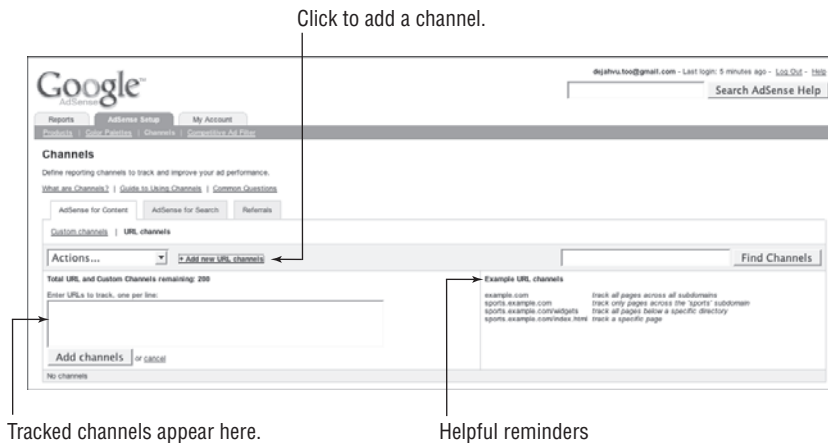 Click to add a channel.
dejahvu.too@gmail.com - Last login: 5 minutes ago - Log Out - Help
Google™
AdSense
Search AdSense Help
Reports AdSense Setup My Account
Products | Color Palettes | Channels | Competitive Ad Filter
Channels
Define reporting channels to track and improve your ad performance.
What are Channels? | Guide to Using Channels | Common Questions
AdSense for Content AdSense for Search Referrals
Custom channels | URL channels
Actions... + Add new URL channels Find Channels
Total URL and Custom Channels remaining: 200
Enter URLs to track, one per line:
Add channels or cancel
No channels
Example URL channels
example.com track all pages across all subdomains
sports.example.com track only pages across the 'sports' subdomain
sports.example.com/widgets track all pages below a specific directory
sports.example.com/index.html track a specific page
Tracked channels appear here.
Helpful reminders